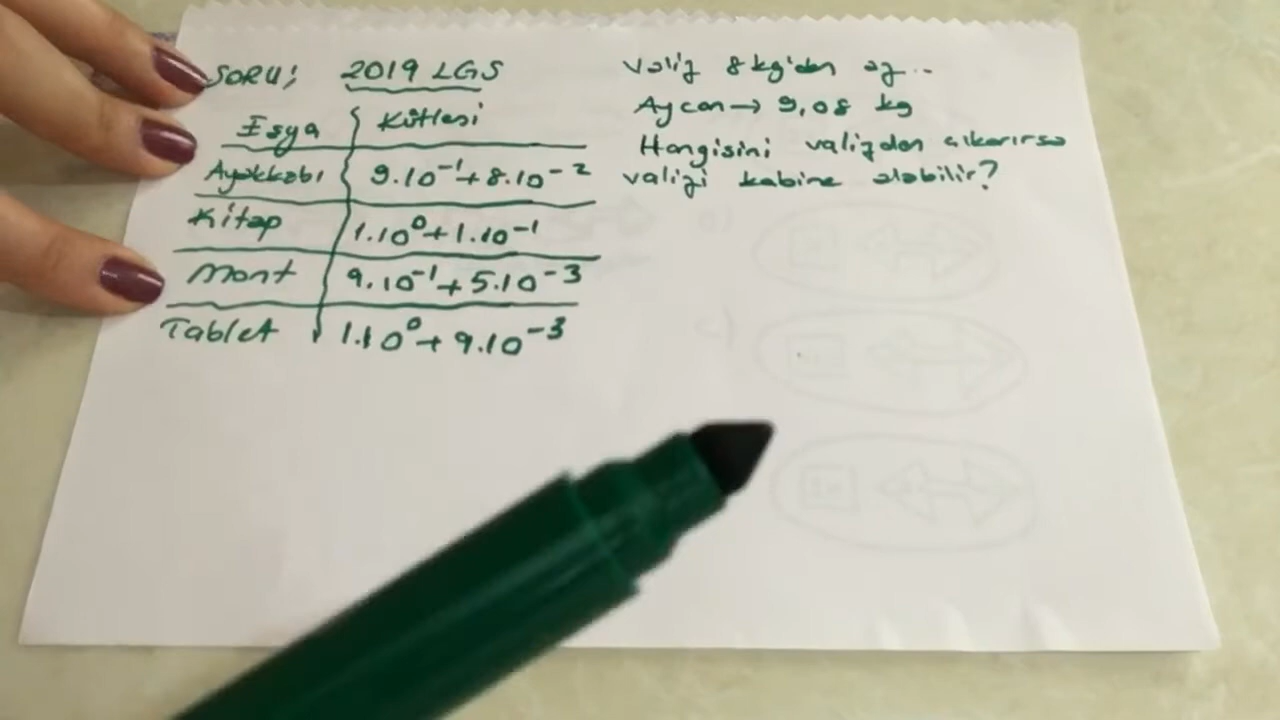 SORU; 2019 LGS
Eşya Kütlesi
Ayakkabı 9.10⁻¹+8.10⁻²
Kitap 1.10⁰+1.10⁻¹
Mont 9.10⁻¹+5.10⁻³
Tablet 1.10⁰+9.10⁻³
Valiz 8kg'dan az...
Aycan→ 9,08 kg
Hangisini valizden çıkarırsa
valizi kabine alabilir?